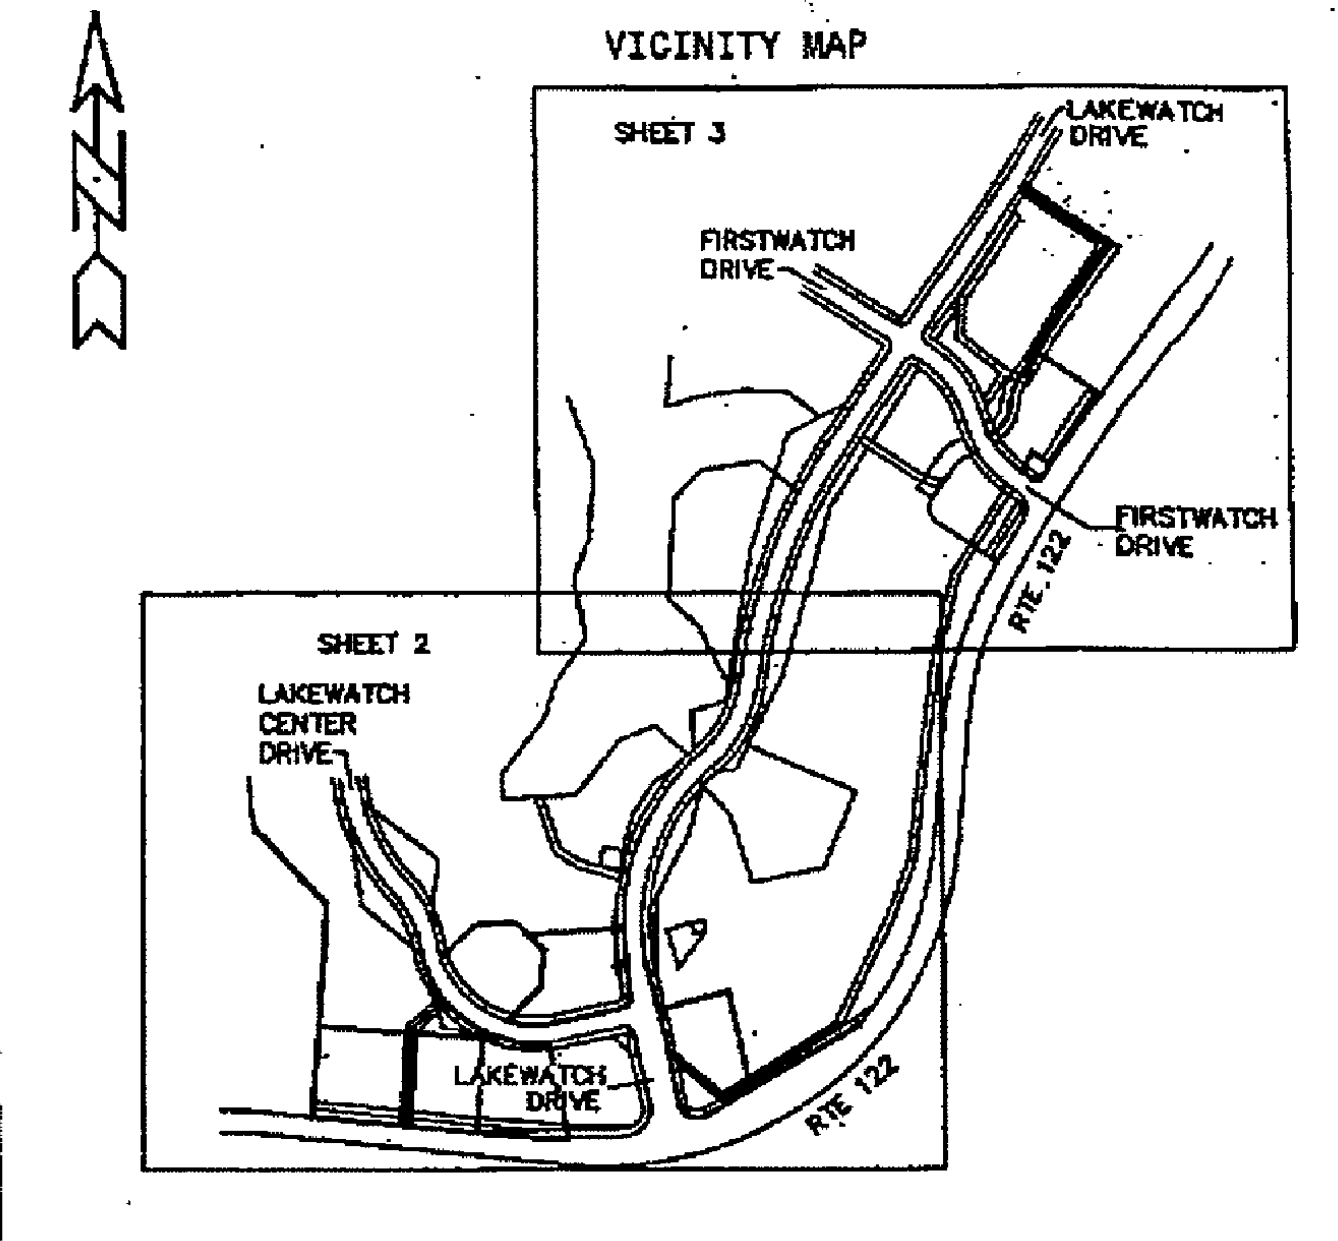 VICINITY MAP
SHEET 3
LAKEWATCH
DRIVE
FIRSTWATCH
DRIVE
FIRSTWATCH
DRIVE
RTE. 122
SHEET 2
LAKEWATCH
CENTER
DRIVE
LAKEWATCH
DRIVE
RTE 122
N